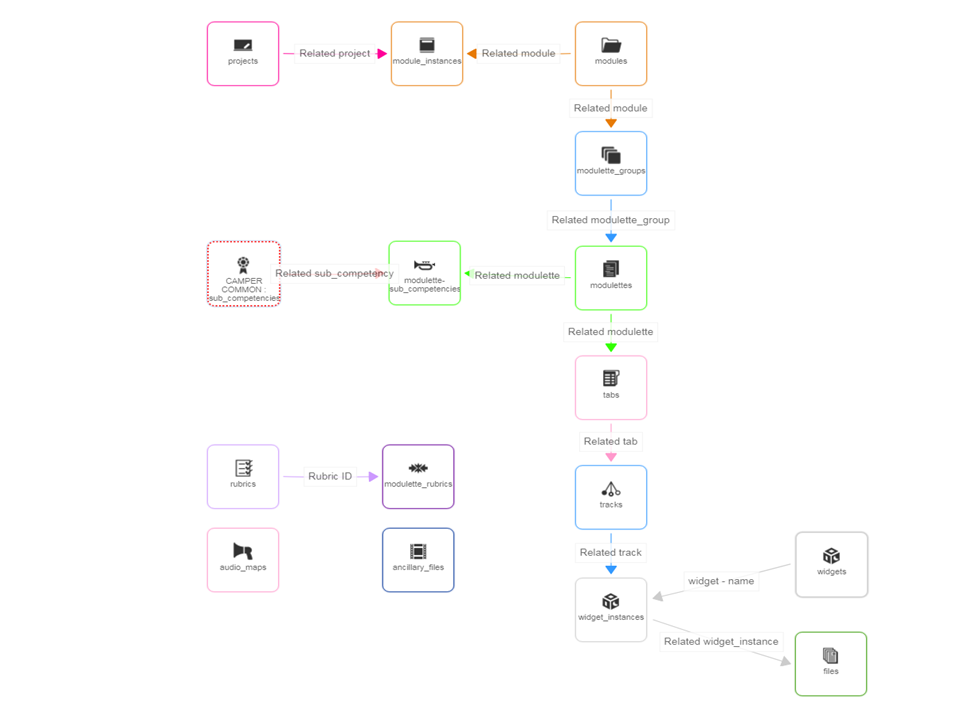 projects
Related project
module_instances
Related module
modules
Related module
modulette_groups
Related modulette_group
CAMPER
COMMON :
sub_competencies
Related sub_competency
modulette-
sub_competencies
Related modulette
modulettes
Related modulette
tabs
Related tab
rubrics
Rubric ID
modulette_rubrics
tracks
Related track
audio_maps
ancillary_files
widget_instances
widget - name
widgets
Related widget_instance
files